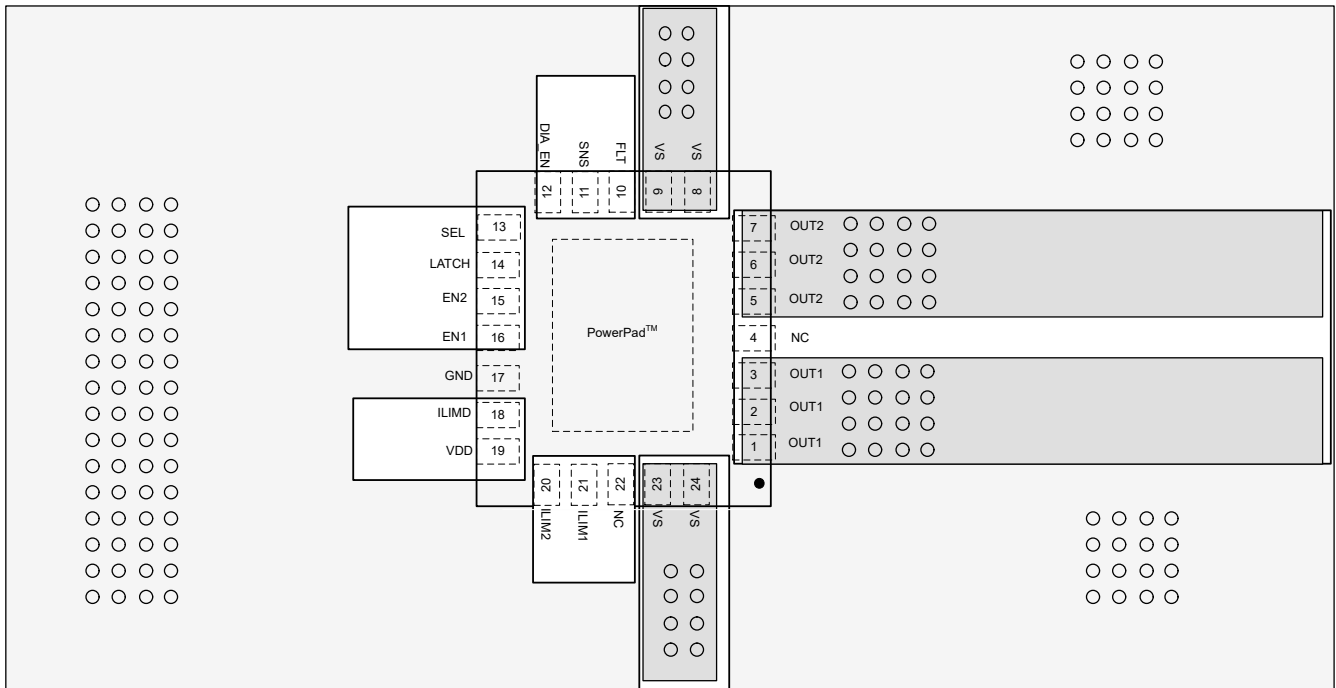 DIA_EN
SNS
FLT
VS
VS
12
11
10
9
8
SEL
13
LATCH
14
EN2
15
EN1
16
GND
17
ILIMD
18
VDD
19
PowerPad™
7 OUT2
6 OUT2
5 OUT2
4 NC
3 OUT1
2 OUT1
1 OUT1
20
21
22
23
24
ILIM2
ILIM1
NC
VS
VS